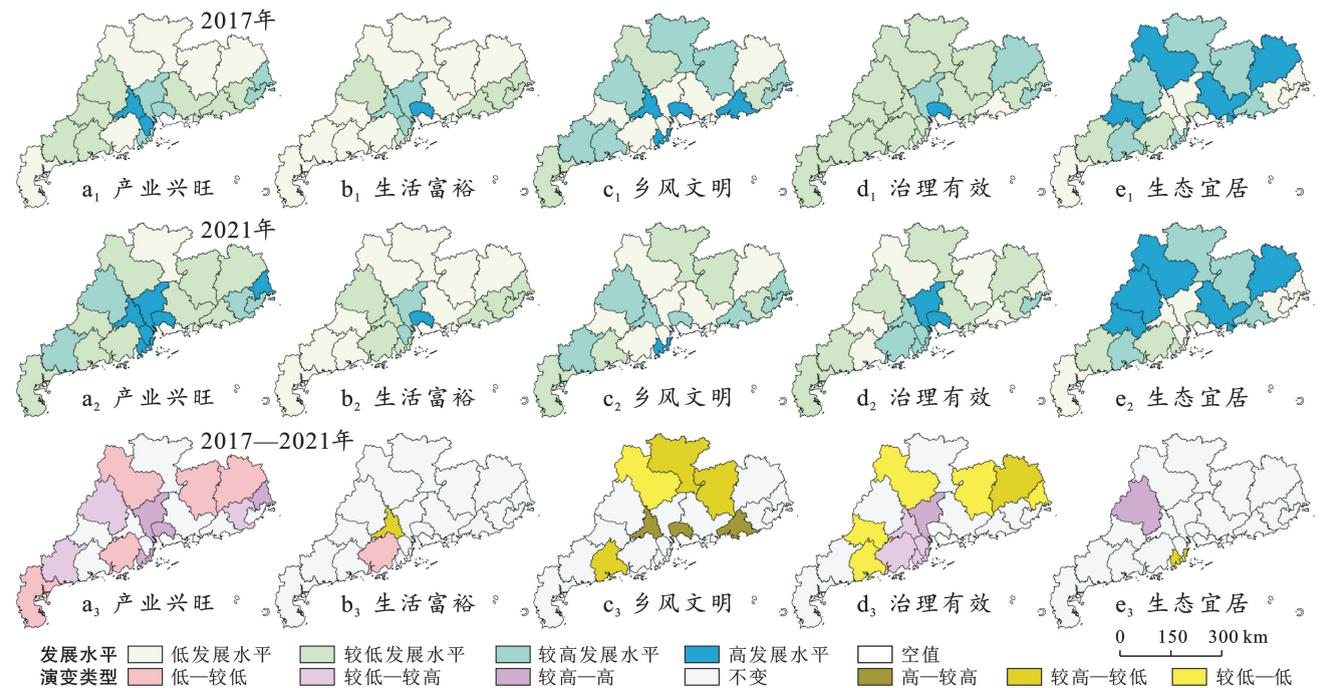 2017年
a₁ 产业兴旺
b₁ 生活富裕
c₁ 乡风文明
d₁ 治理有效
e₁ 生态宜居
2021年
a₂ 产业兴旺
b₂ 生活富裕
c₂ 乡风文明
d₂ 治理有效
e₂ 生态宜居
2017—2021年
a₃ 产业兴旺
b₃ 生活富裕
c₃ 乡风文明
d₃ 治理有效
e₃ 生态宜居
0 150 300 km
发展水平 低发展水平 较低发展水平 较高发展水平 高发展水平 空值
演变类型 低—较低 较低—较高 较高—高 不变 高—较高 较高—较低 较低—低